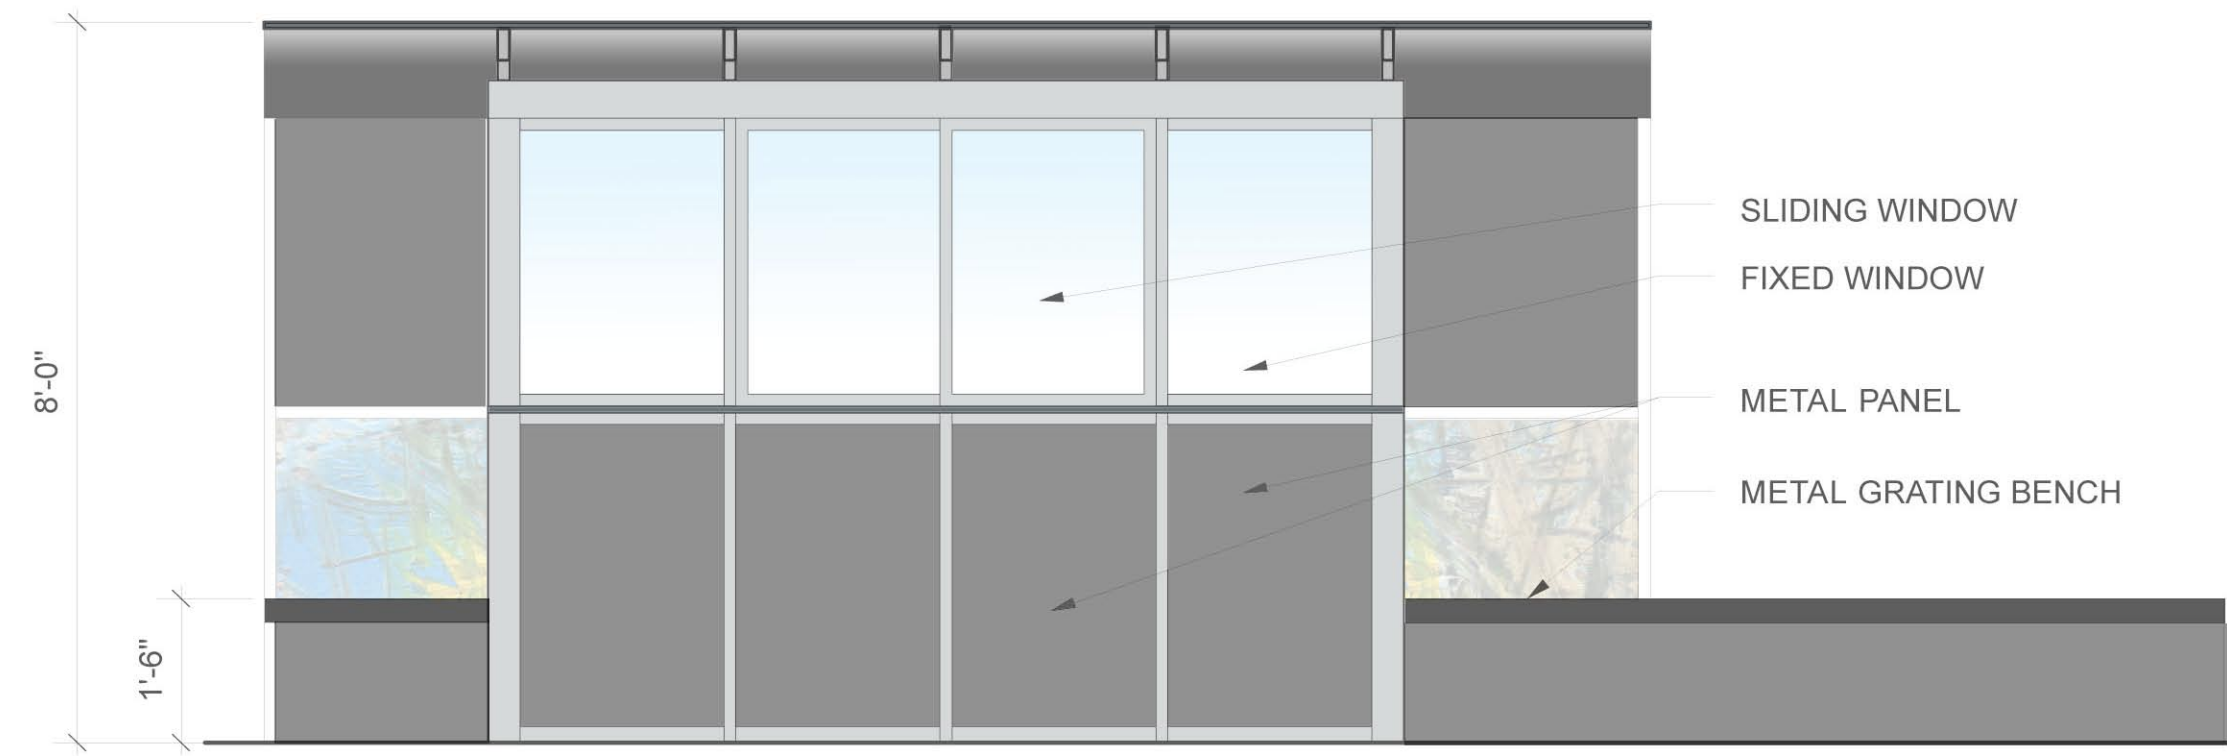 SLIDING WINDOW
FIXED WINDOW
8'-0"
METAL PANEL
METAL GRATING BENCH
1'-6"